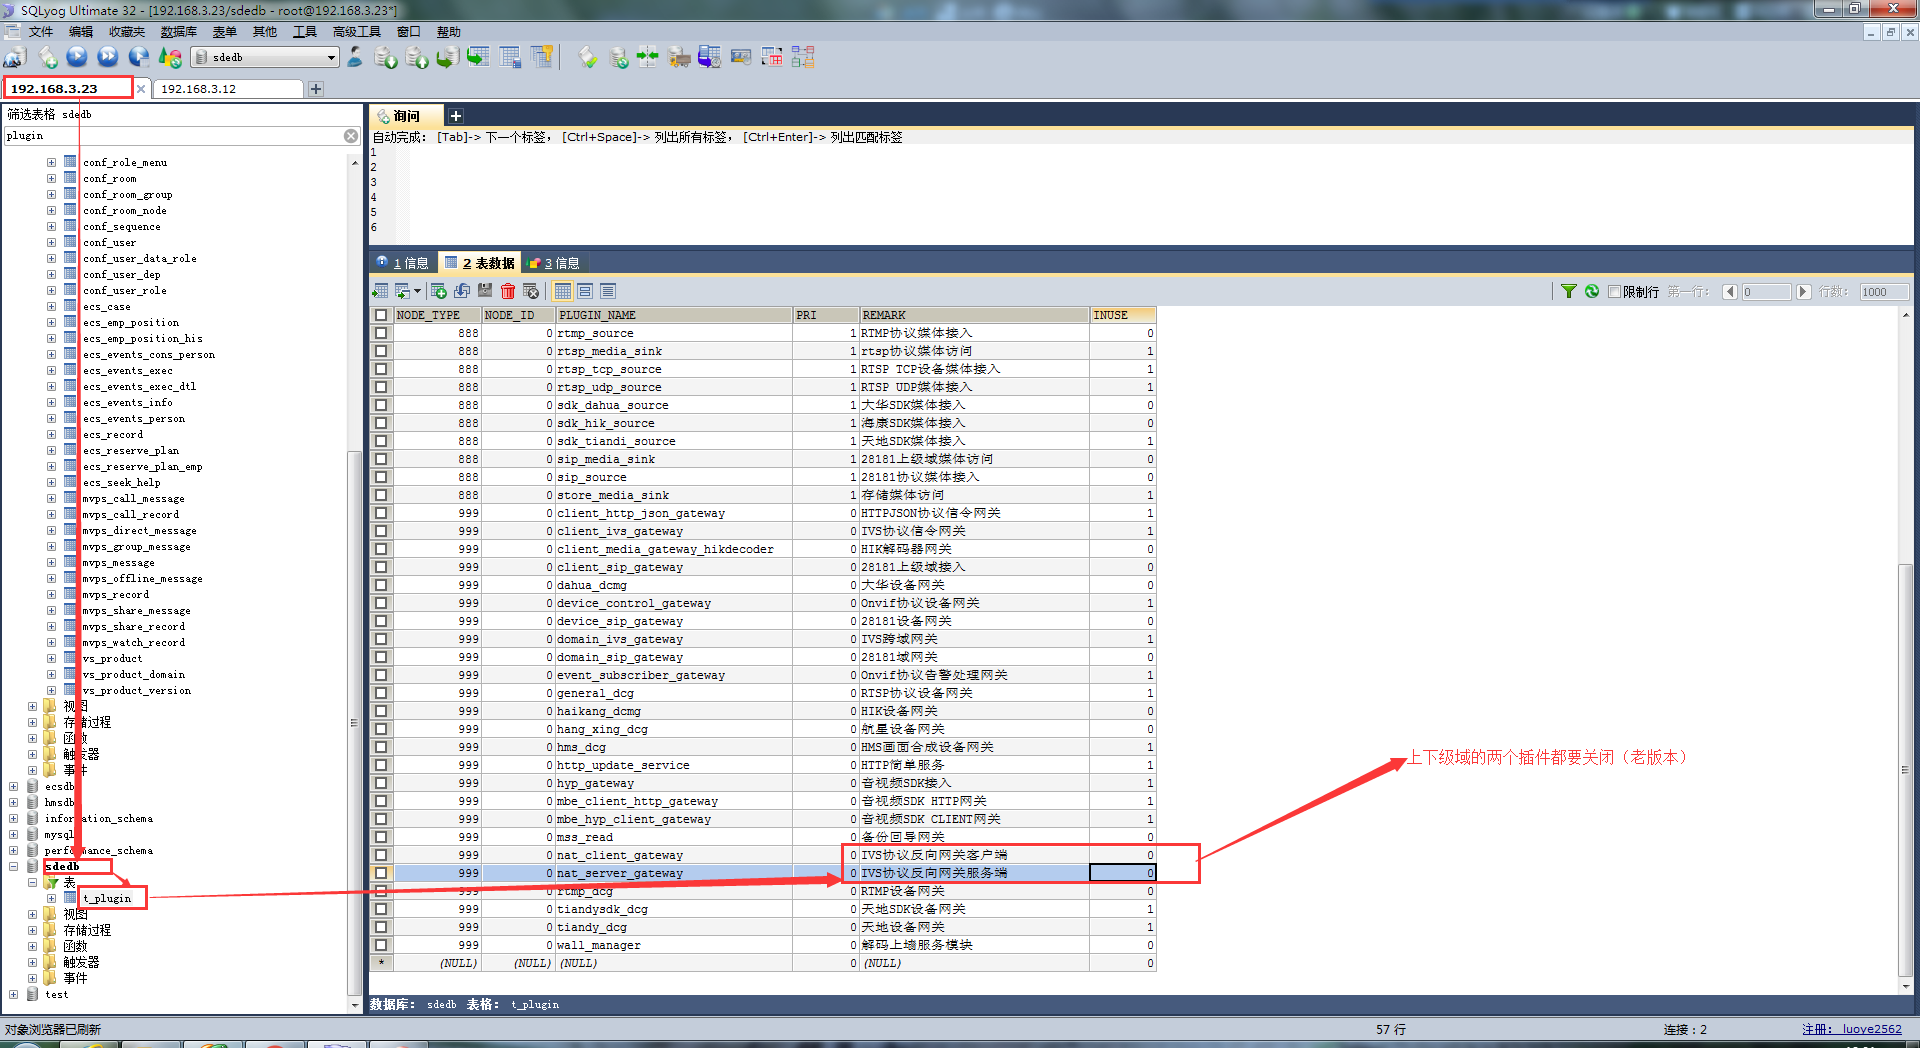 SQLyog Ultimate 32 - [192.168.3.23/sdedb - root@192.168.3.23*]
文件 编辑 收藏夹 数据库 表单 其他 工具 高级工具 窗口 帮助
sdedb
192.168.3.23 192.168.3.12
筛选表格 sdedb
plugin
conf_role_menu
conf_room
conf_room_group
conf_room_node
conf_sequence
conf_user
conf_user_data_role
conf_user_dep
conf_user_role
ecs_case
ecs_emp_position
ecs_emp_position_his
ecs_events_cons_person
ecs_events_exec
ecs_events_exec_dtl
ecs_events_info
ecs_events_person
ecs_record
ecs_reserve_plan
ecs_reserve_plan_emp
ecs_seek_help
mvps_call_message
mvps_call_record
mvps_direct_message
mvps_group_message
mvps_message
mvps_offline_message
mvps_record
mvps_share_message
mvps_share_record
mvps_watch_record
vs_product
vs_product_domain
vs_product_version
视图
存储过程
函数
触发器
事件
ecsdb
hmsdb
information_schema
mysql
performance_schema
sdedb
表
t_plugin
视图
存储过程
函数
触发器
事件
test
询问
自动完成： [Tab]-> 下一个标签， [Ctrl+Space]-> 列出所有标签， [Ctrl+Enter]-> 列出匹配标签
1
2
3
4
5
6
1 信息 2 表数据 3 信息
限制行 第一行： 0 行数： 1000
NODE_TYPE NODE_ID PLUGIN_NAME PRI REMARK INUSE
888 0 rtmp_source 1 RTMP协议媒体接入 0
888 0 rtsp_media_sink 1 rtsp协议媒体访问 1
888 0 rtsp_tcp_source 1 RTSP TCP设备媒体接入 1
888 0 rtsp_udp_source 1 RTSP UDP媒体接入 1
888 0 sdk_dahua_source 1 大华SDK媒体接入 0
888 0 sdk_hik_source 1 海康SDK媒体接入 0
888 0 sdk_tiandi_source 1 天地SDK媒体接入 1
888 0 sip_media_sink 1 28181上级域媒体访问 0
888 0 sip_source 1 28181协议媒体接入 0
888 0 store_media_sink 1 存储媒体访问 1
999 0 client_http_json_gateway 0 HTTPJSON协议信令网关 1
999 0 client_ivs_gateway 0 IVS协议信令网关 1
999 0 client_media_gateway_hikdecoder 0 HIK解码器网关 0
999 0 client_sip_gateway 0 28181上级域接入 0
999 0 dahua_dcmg 0 大华设备网关 0
999 0 device_control_gateway 0 Onvif协议设备网关 1
999 0 device_sip_gateway 0 28181设备网关 0
999 0 domain_ivs_gateway 0 IVS跨域网关 1
999 0 domain_sip_gateway 0 28181域网关 0
999 0 event_subscriber_gateway 0 Onvif协议告警处理网关 1
999 0 general_dcg 0 RTSP协议设备网关 1
999 0 haikang_dcmg 0 HIK设备网关 0
999 0 hang_xing_dcg 0 航星设备网关 0
999 0 hms_dcg 0 HMS画面合成设备网关 1
999 0 http_update_service 0 HTTP简单服务 0
999 0 hyp_gateway 0 音视频SDK接入 1
999 0 mbe_client_http_gateway 0 音视频SDK HTTP网关 1
999 0 mbe_hyp_client_gateway 0 音视频SDK CLIENT网关 1
999 0 mss_read 0 备份回导网关 0
999 0 nat_client_gateway 0 IVS协议反向网关客户端 0
999 0 nat_server_gateway 0 IVS协议反向网关服务端 0
999 0 rtmp_dcg 0 RTMP设备网关 0
999 0 tiandysdk_dcg 0 天地SDK设备网关 1
999 0 tiandy_dcg 0 天地设备网关 1
999 0 wall_manager 0 解码上墙服务模块 0
* (NULL) (NULL) (NULL) 0 (NULL) 0
上下级域的两个插件都要关闭（老版本）
数据库： sdedb 表格： t_plugin
对象浏览器已刷新 57 行 连接：2 注册： luoye2562